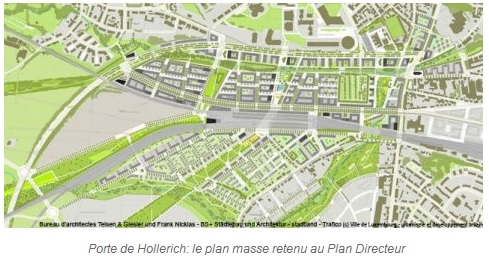 Bureau d'architectes Teisen & Giesler und Frank Nicklas - BS+ Städtebau und Architektur - stadtland - Trafico (c) Ville de Luxembourg -
Porte de Hollerich: le plan masse retenu au Plan Directeur